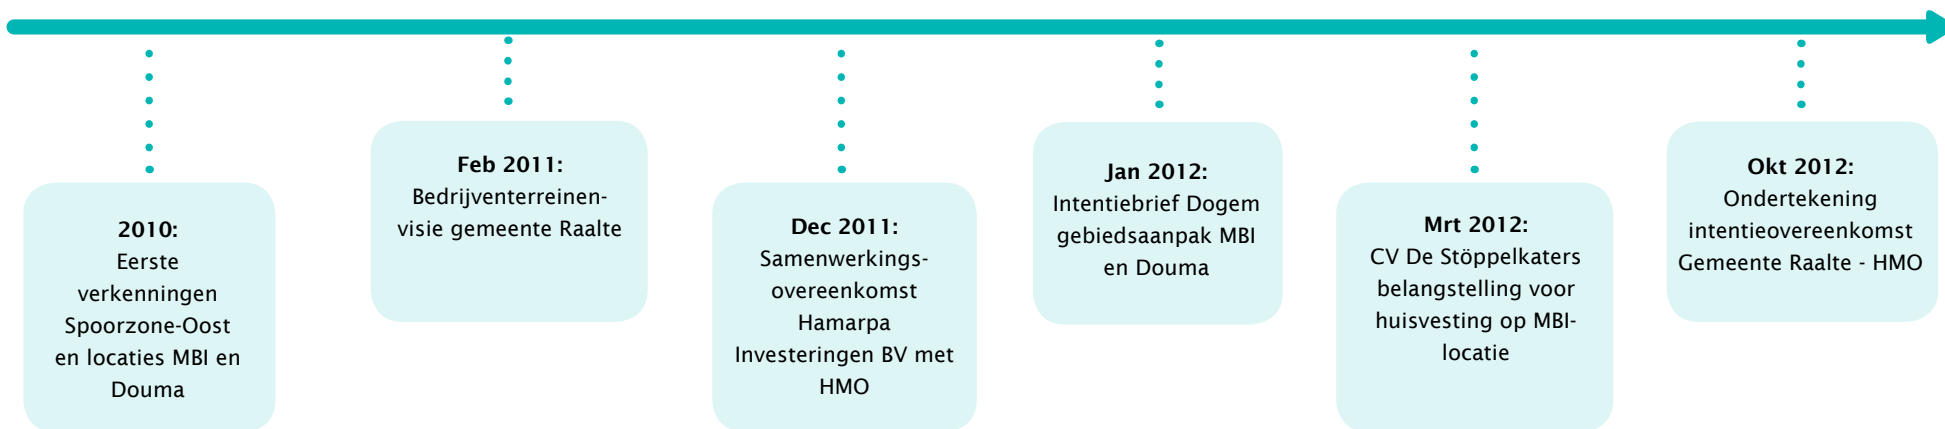 2010:
Eerste
verkenningen
Spoorzone-Oost
en locaties MBI en
Douma
Feb 2011:
Bedrijventerreinen-
visie gemeente Raalte
Dec 2011:
Samenwerkings-
overeenkomst
Hamarpa
Investeringen BV met
HMO
Jan 2012:
Intentiebrief Dogem
gebiedsaanpak MBI
en Douma
Mrt 2012:
CV De Stöppelkaters
belangstelling voor
huisvesting op MBI-
locatie
Okt 2012:
Ondertekening
intentieovereenkomst
Gemeente Raalte - HMO